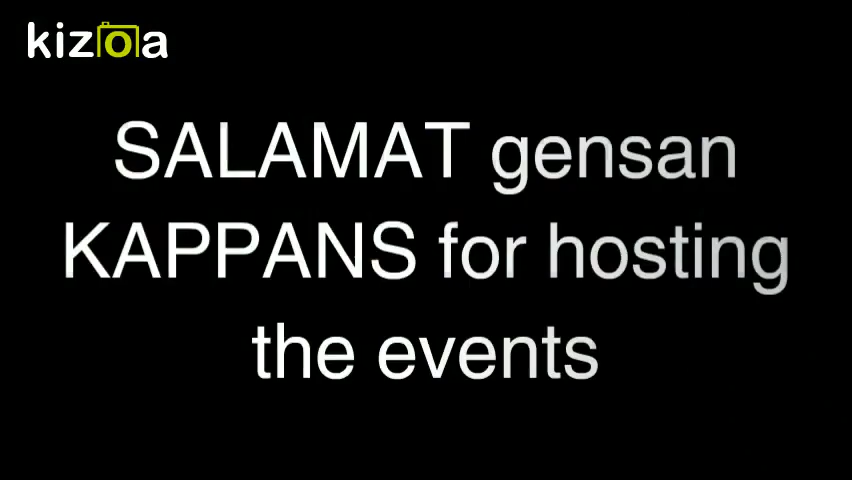 kizoa
SALAMAT gensan
KAPPANS for hosting
the events